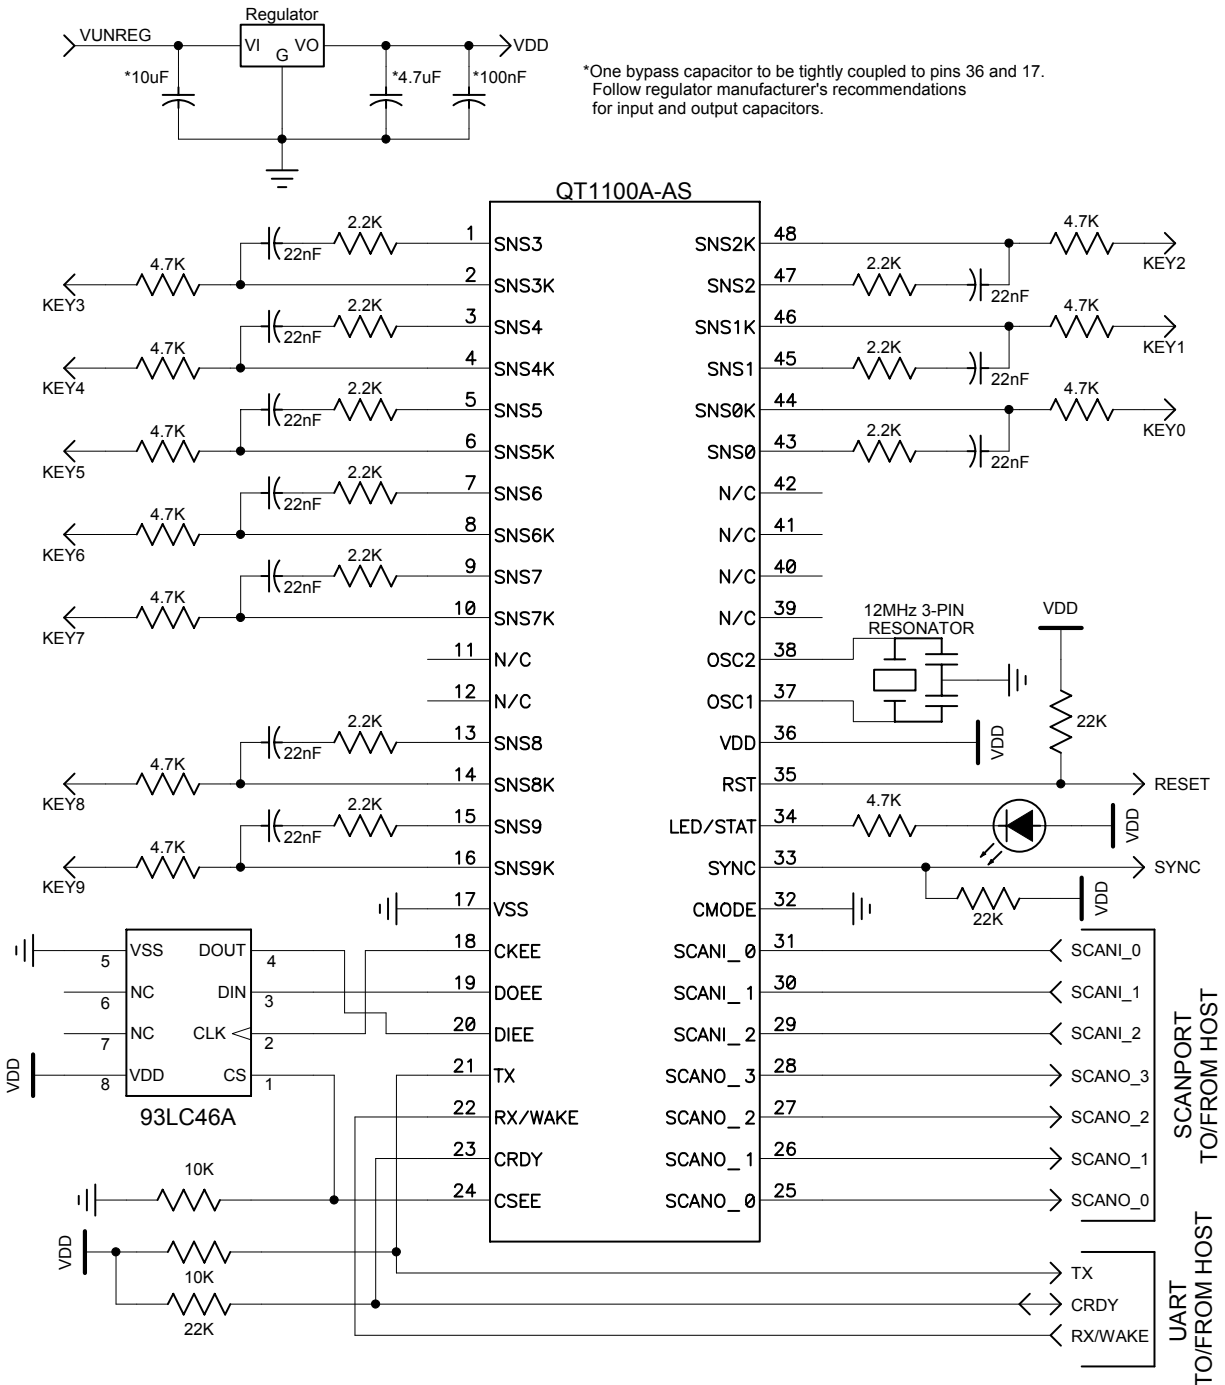 Regulator
VUNREG
VI
G
VO
VDD
*10uF
*4.7uF
*100nF
*One bypass capacitor to be tightly coupled to pins 36 and 17.
Follow regulator manufacturer's recommendations
for input and output capacitors.
QT1100A-AS
2.2K
22nF
1
SNS3
4.7K
KEY3
2
SNS3K
2.2K
22nF
3
SNS4
4.7K
KEY4
4
SNS4K
2.2K
22nF
5
SNS5
4.7K
KEY5
6
SNS5K
2.2K
22nF
7
SNS6
4.7K
KEY6
8
SNS6K
2.2K
22nF
9
SNS7
4.7K
KEY7
10
SNS7K
11
N/C
12
N/C
2.2K
22nF
13
SNS8
4.7K
KEY8
14
SNS8K
2.2K
22nF
15
SNS9
4.7K
KEY9
16
SNS9K
17
VSS
18
CKEE
19
DOEE
20
DIEE
21
TX
22
RX/WAKE
23
CRDY
24
CSEE
SNS2K
48
4.7K
KEY2
SNS2
47
2.2K
22nF
SNS1K
46
4.7K
KEY1
SNS1
45
2.2K
22nF
SNS0K
44
4.7K
KEY0
SNS0
43
2.2K
22nF
N/C
42
N/C
41
N/C
40
N/C
39
12MHz 3-PIN
RESONATOR
VDD
OSC2
38
OSC1
37
22K
VDD
36
VDD
RST
35
RESET
LED/STAT
34
4.7K
VDD
SYNC
33
SYNC
22K
VDD
CMODE
32
SCANI_0
31
SCANI_0
SCANI_1
30
SCANI_1
SCANI_2
29
SCANI_2
SCANO_3
28
SCANO_3
SCANO_2
27
SCANO_2
SCANO_1
26
SCANO_1
SCANO_0
25
SCANO_0
SCANPORT
TO/FROM HOST
5
VSS
DOUT
4
6
NC
DIN
3
7
NC
CLK
2
VDD
8
VDD
CS
1
93LC46A
10K
VDD
10K
22K
TX
CRDY
RX/WAKE
UART
TO/FROM HOST